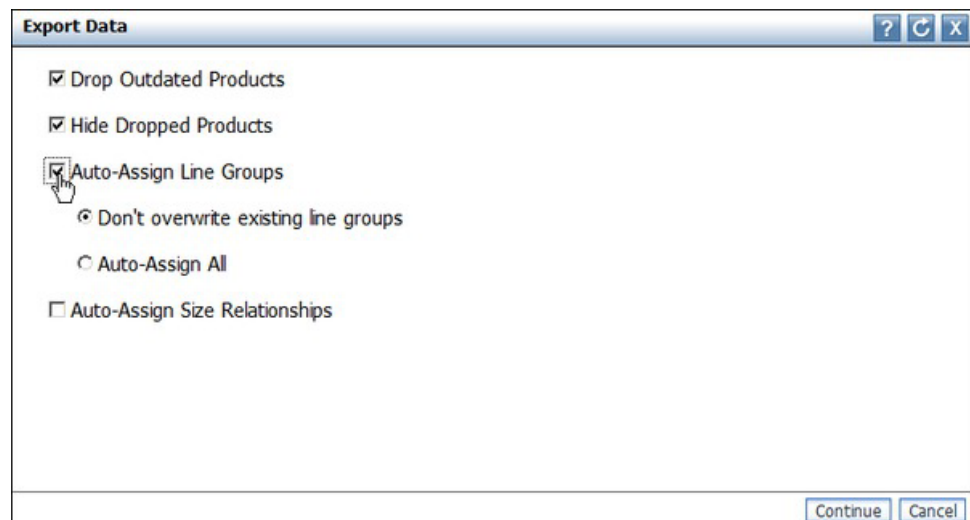 Export Data
? X
Drop Outdated Products
Hide Dropped Products
Auto-Assign Line Groups
Don't overwrite existing line groups
Auto-Assign All
Auto-Assign Size Relationships
Continue Cancel